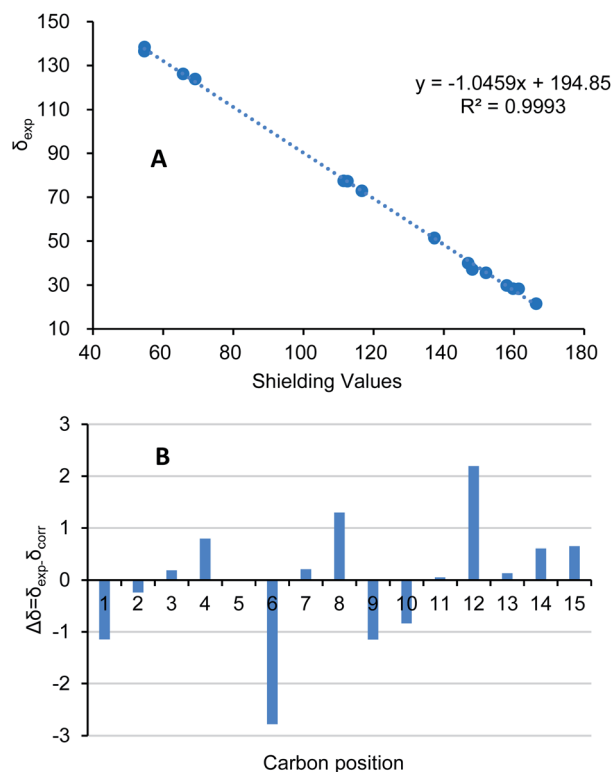 150
130
110
90
70
50
30
10
δexp
A
y = -1.0459x + 194.85
R² = 0.9993
40 60 80 100 120 140 160 180
Shielding Values
3
2
1
0
-1
-2
-3
Δδ=δexp-δcorr
B
1 2 3 4 5 6 7 8 9 10 11 12 13 14 15
Carbon position